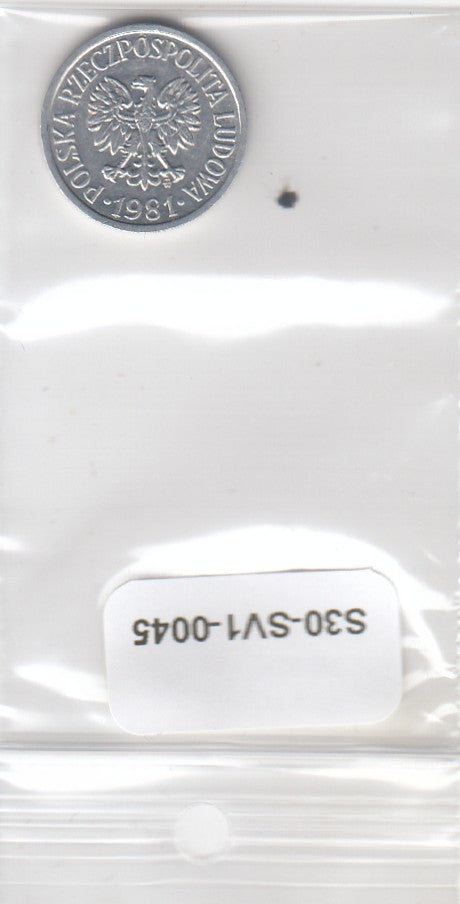 POLSKA RZECZPOSPOLITA LUDOWA
·1981·
S30-SV1-0045